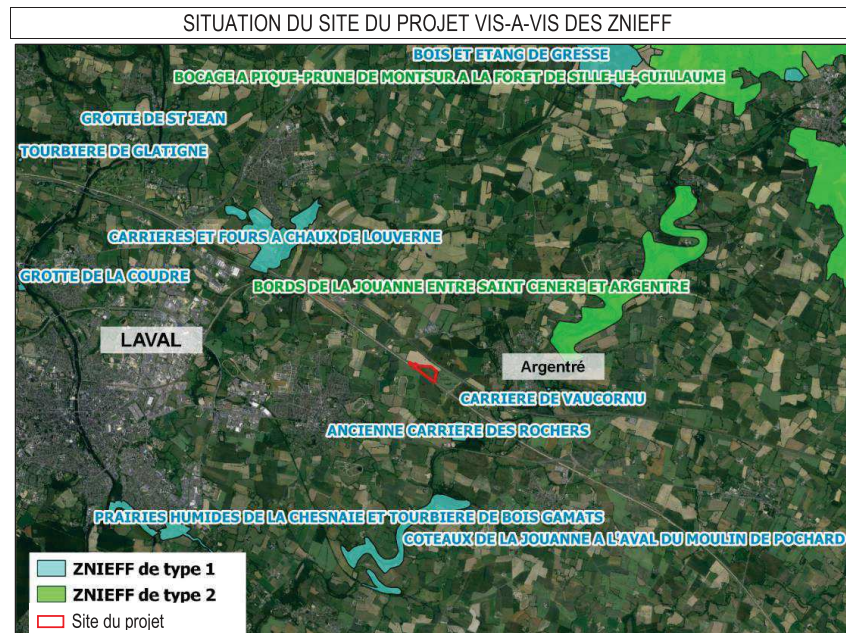 SITUATION DU SITE DU PROJET VIS-A-VIS DES ZNIEFF
BOIS ET ETANG DE GRESSE
BOCAGE A PIQUE-PRUNE DE MONTSUR A LA FORET DE SILLE-LE-GUILLAUME
GROTTE DE ST JEAN
TOURBIERE DE GLATIGNE
CARRIERES ET FOURS A CHAUX DE LOUVERNE
GROTTE DE LA COUDRE
BORDS DE LA JOUANNE ENTRE SAINT CENERE ET ARGENTRE
LAVAL
Argentré
CARRIERE DE VAUCORNU
ANCIENNE CARRIERE DES ROCHERS
PRAIRIES HUMIDES DE LA CHESNAIE ET TOURBIERE DE BOIS GAMATS
COTEAUX DE LA JOUANNE A L'AVAL DU MOULIN DE POCHARD
ZNIEFF de type 1
ZNIEFF de type 2
Site du projet